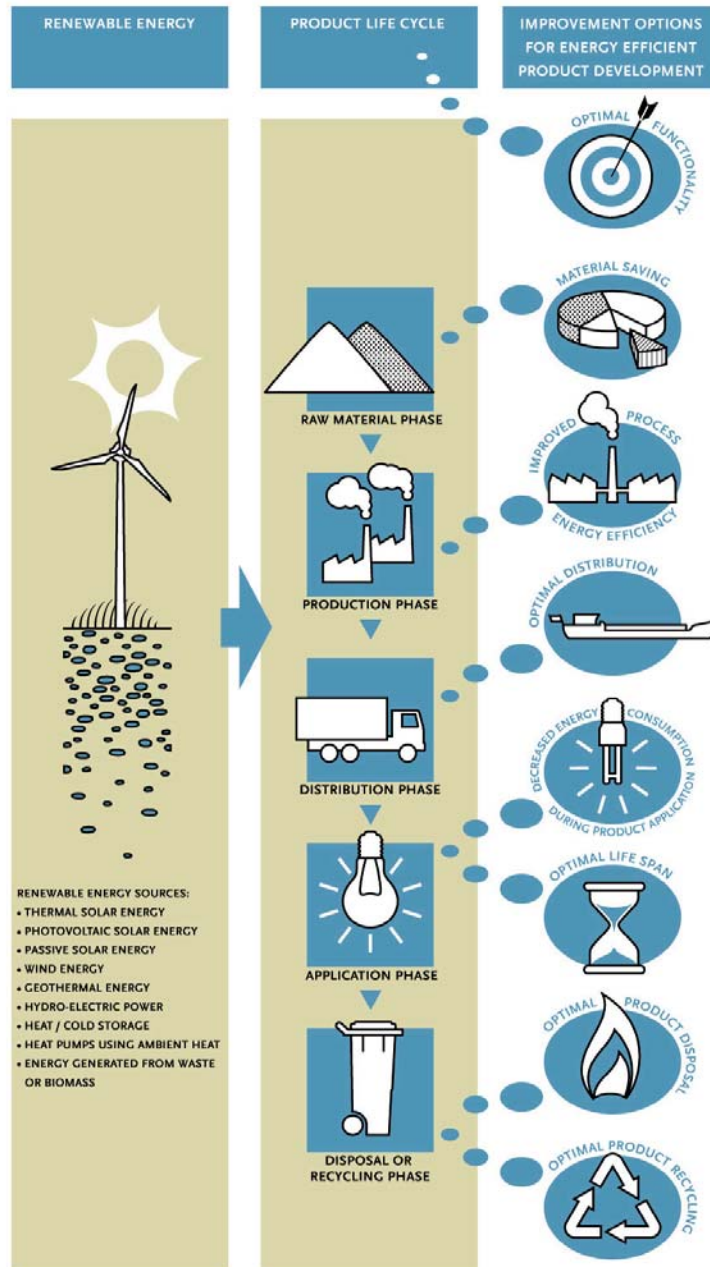 RENEWABLE ENERGY
PRODUCT LIFE CYCLE
IMPROVEMENT OPTIONS
FOR ENERGY EFFICIENT
PRODUCT DEVELOPMENT
OPTIMAL FUNCTIONALITY
MATERIAL SAVING
RAW MATERIAL PHASE
IMPROVED PROCESS
ENERGY EFFICIENCY
PRODUCTION PHASE
OPTIMAL DISTRIBUTION
DISTRIBUTION PHASE
DECREASED ENERGY CONSUMPTION
DURING PRODUCT APPLICATION
OPTIMAL LIFE SPAN
APPLICATION PHASE
RENEWABLE ENERGY SOURCES:
• THERMAL SOLAR ENERGY
• PHOTOVOLTAIC SOLAR ENERGY
• PASSIVE SOLAR ENERGY
• WIND ENERGY
• GEOTHERMAL ENERGY
• HYDRO-ELECTRIC POWER
• HEAT / COLD STORAGE
• HEAT PUMPS USING AMBIENT HEAT
• ENERGY GENERATED FROM WASTE
OR BIOMASS
OPTIMAL PRODUCT DISPOSAL
DISPOSAL OR
RECYCLING PHASE
OPTIMAL PRODUCT RECYCLING